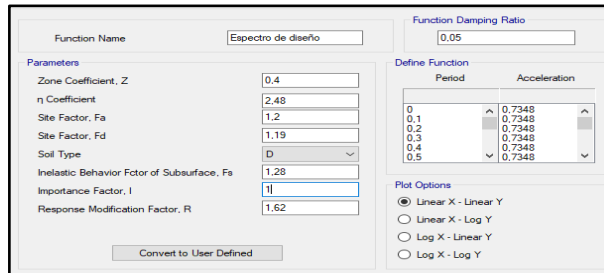 Function Name
Espectro de diseño
Function Damping Ratio
0,05
Parameters
Zone Coefficient, Z
0,4
η Coefficient
2,48
Site Factor, Fa
1,2
Site Factor, Fd
1,19
Soil Type
D
Inelastic Behavior Fctor of Subsurface, Fs
1,28
Importance Factor, I
1
Response Modification Factor, R
1,62
Convert to User Defined
Define Function
Period Acceleration
0 0,7348
0,1 0,7348
0,2 0,7348
0,3 0,7348
0,4 0,7348
0,5 0,7348
Plot Options
Linear X - Linear Y
Linear X - Log Y
Log X - Linear Y
Log X - Log Y